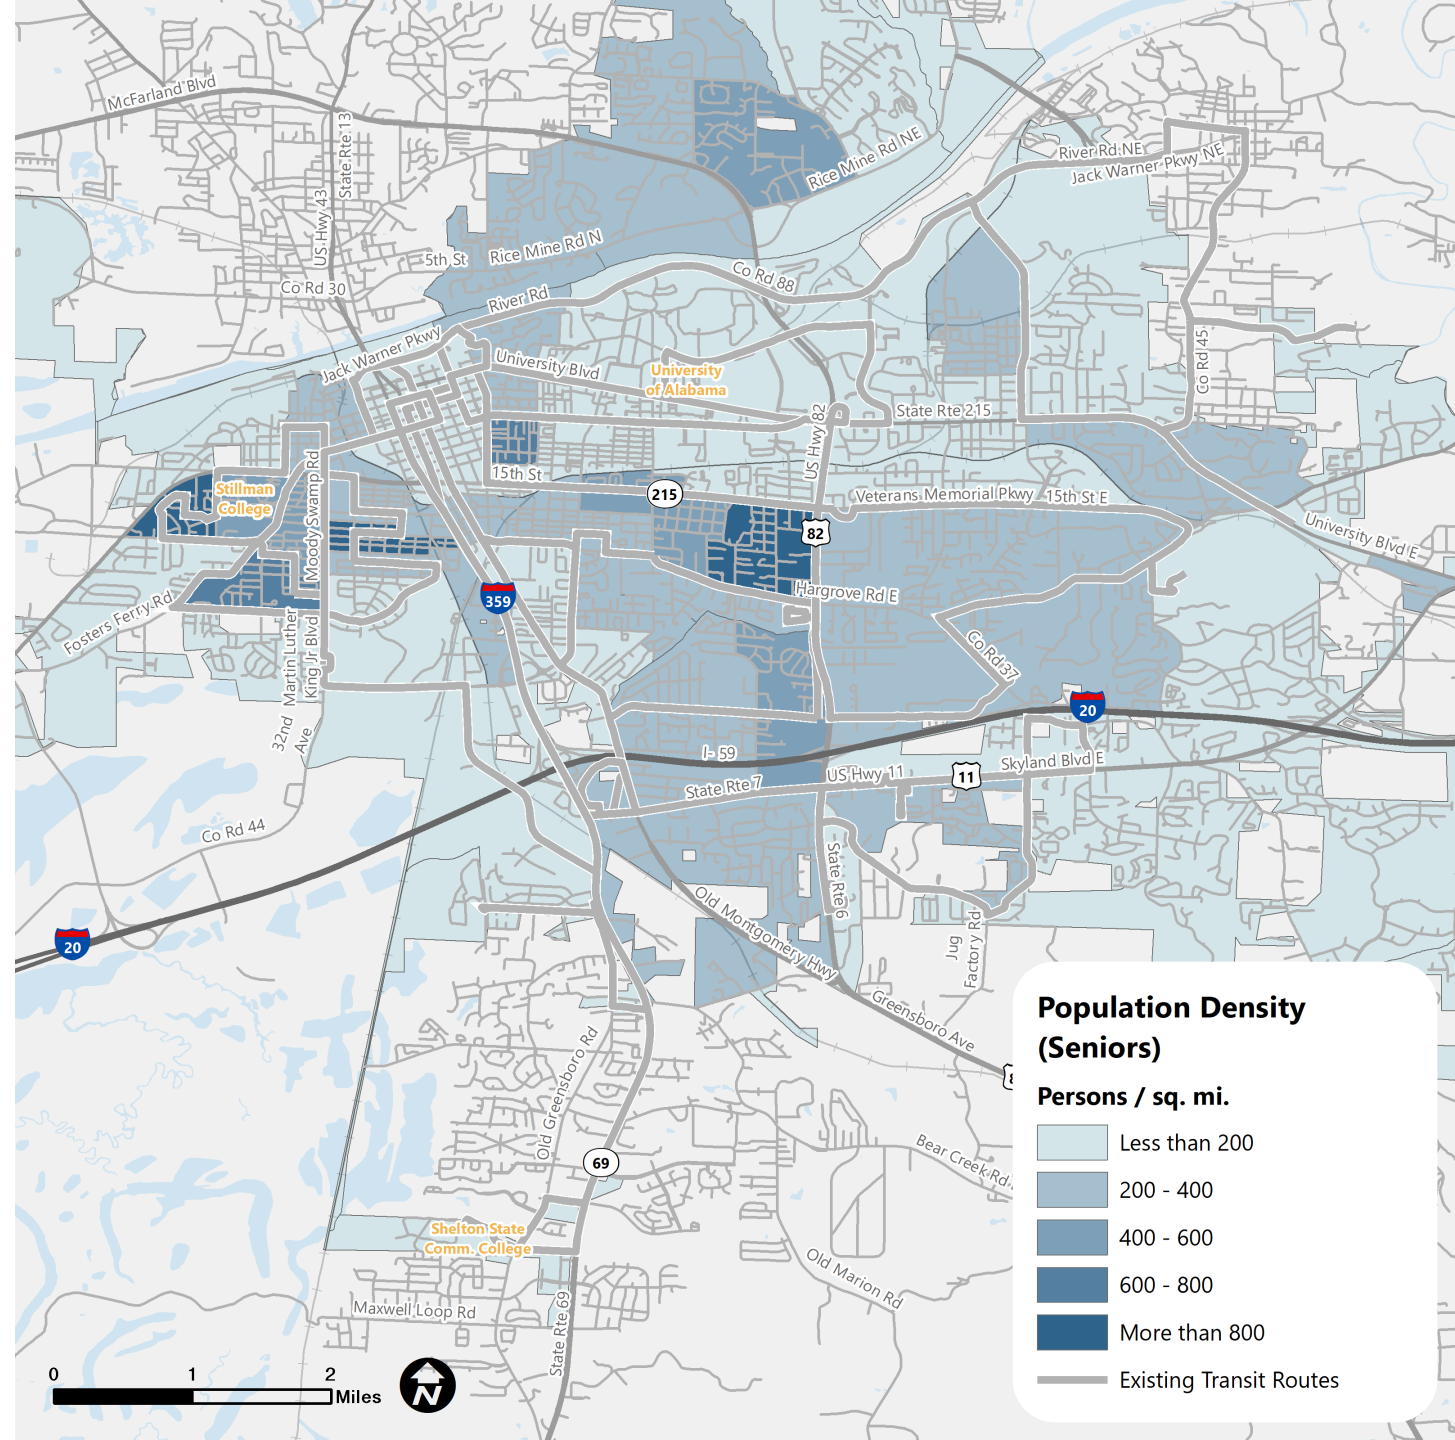 McFarland Blvd
State Rte 13
US Hwy 43
Co Rd 30
5th St
Rice Mine Rd N
Rice Mine Rd NE
River Rd NE
Jack Warner Pkwy NE
River Rd
Co Rd 88
Jack Warner Pkwy
University Blvd
University
of Alabama
State Rte 215
Co Rd 45
US Hwy 82
15th St
215
Veterans Memorial Pkwy
15th St E
University Blvd E
82
Stillman
College
Moody Swamp Rd
Hargrove Rd E
359
Fosters Ferry Rd
Martin Luther
King Jr Blvd
Co Rd 37
32nd
Ave
20
I- 59
US Hwy 11
11
Skyland Blvd E
State Rte 7
Co Rd 44
State Rte 6
Old Montgomery Hwy
Jug
Factory Rd
20
Greensboro Ave
8
Old Greensboro Rd
69
Bear Creek Rd
Shelton State
Comm. College
Old Marion Rd
Maxwell Loop Rd
State Rte 69
0 1 2
Miles
N
Population Density
(Seniors)
Persons / sq. mi.
Less than 200
200 - 400
400 - 600
600 - 800
More than 800
Existing Transit Routes